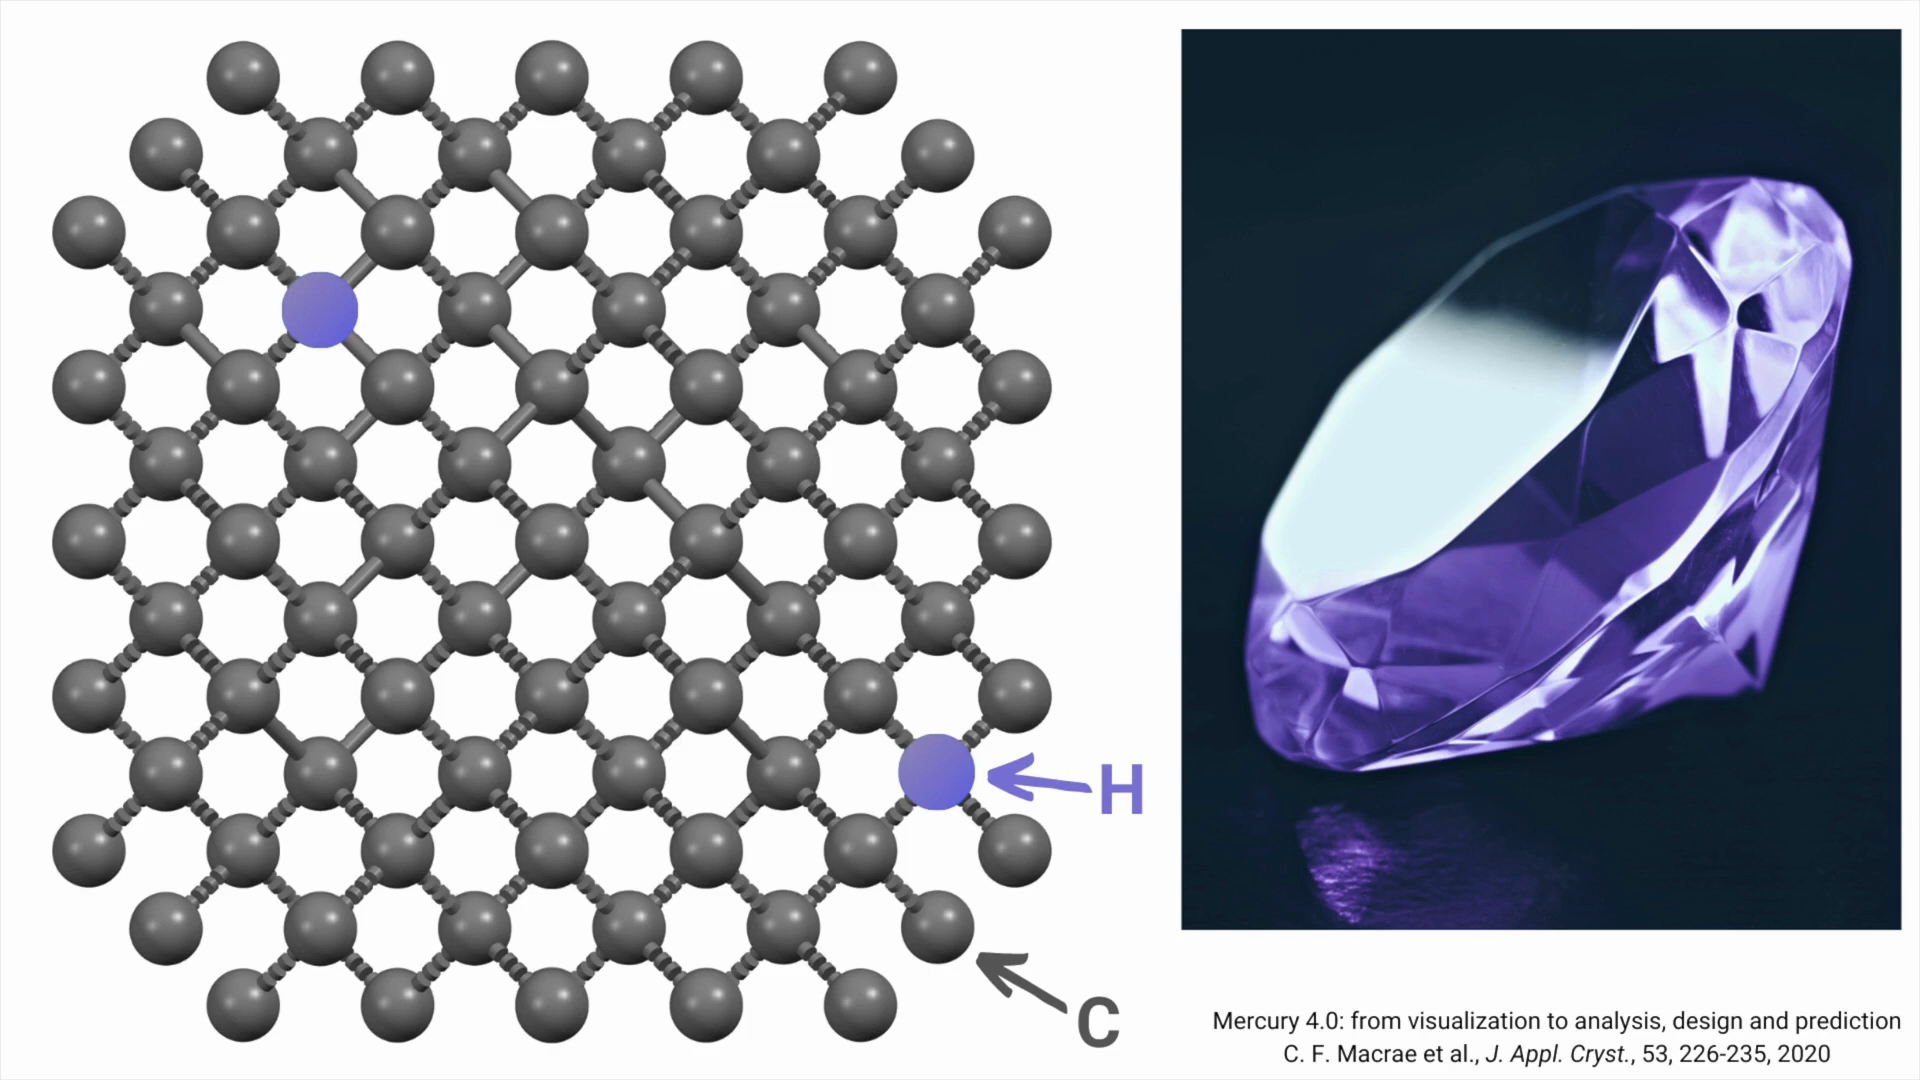 H
C
Mercury 4.0: from visualization to analysis, design and prediction
C. F. Macrae et al., J. Appl. Cryst., 53, 226-235, 2020